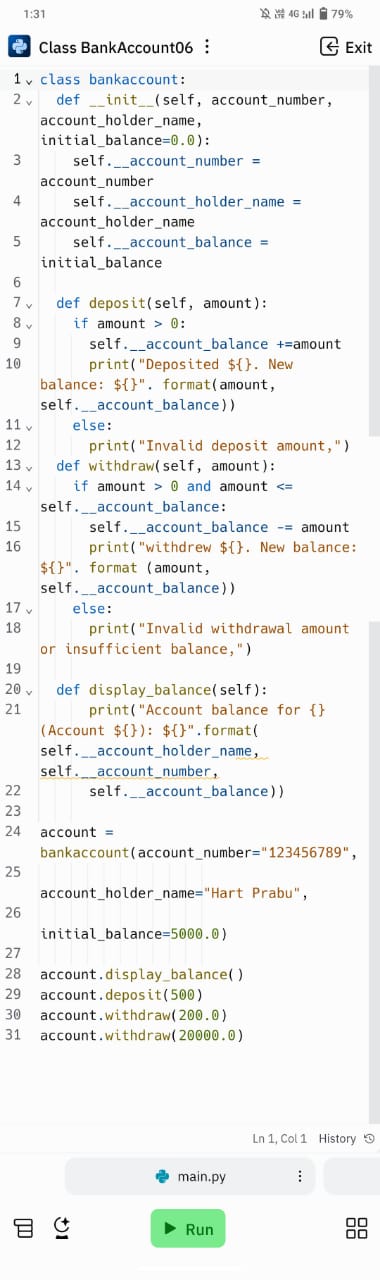 1:31
VO) LTE 4G 79%
Class BankAccount06
Exit
1 class bankaccount:
2   def __init__(self, account_number,
account_holder_name,
initial_balance=0.0):
3     self.__account_number =
account_number
4     self.__account_holder_name =
account_holder_name
5     self.__account_balance =
initial_balance
6
7   def deposit(self, amount):
8     if amount > 0:
9       self.__account_balance +=amount
10       print("Deposited ${}. New
balance: ${}". format(amount,
self.__account_balance))
11     else:
12       print("Invalid deposit amount,")
13   def withdraw(self, amount):
14     if amount > 0 and amount <=
self.__account_balance:
15       self.__account_balance -= amount
16       print("withdrew ${}. New balance:
${}". format (amount,
self.__account_balance))
17     else:
18       print("Invalid withdrawal amount
or insufficient balance,")
19
20   def display_balance(self):
21       print("Account balance for {}
(Account ${}): ${}".format(
self.__account_holder_name,
self.__account_number,
22       self.__account_balance))
23
24 account =
bankaccount(account_number="123456789",
25
account_holder_name="Hart Prabu",
26
initial_balance=5000.0)
27
28 account.display_balance()
29 account.deposit(500)
30 account.withdraw(200.0)
31 account.withdraw(20000.0)
Ln 1, Col 1 History
main.py
Run